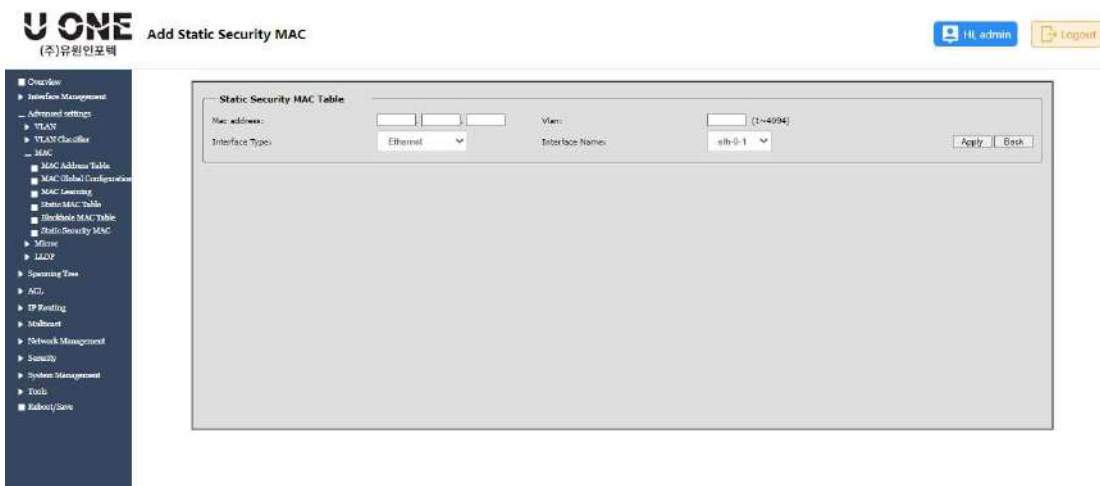 U ONE
(주)유원인포텍
Add Static Security MAC
Hi, admin
Logout
Overview
Interface Management
Advanced settings
VLAN
VLAN Classifier
MAC
MAC Address Table
MAC Global Configuration
MAC Learning
Static MAC Table
Blackhole MAC Table
Static Security MAC
Mirror
LLDP
Spanning Tree
ACL
IP Routing
Multicast
Network Management
Security
System Management
Tools
Reboot/Save
Static Security MAC Table
Mac address: . . Vlan: (1~4094)
Interface Type: Ethernet Interface Name: eth-0-1 Apply Back